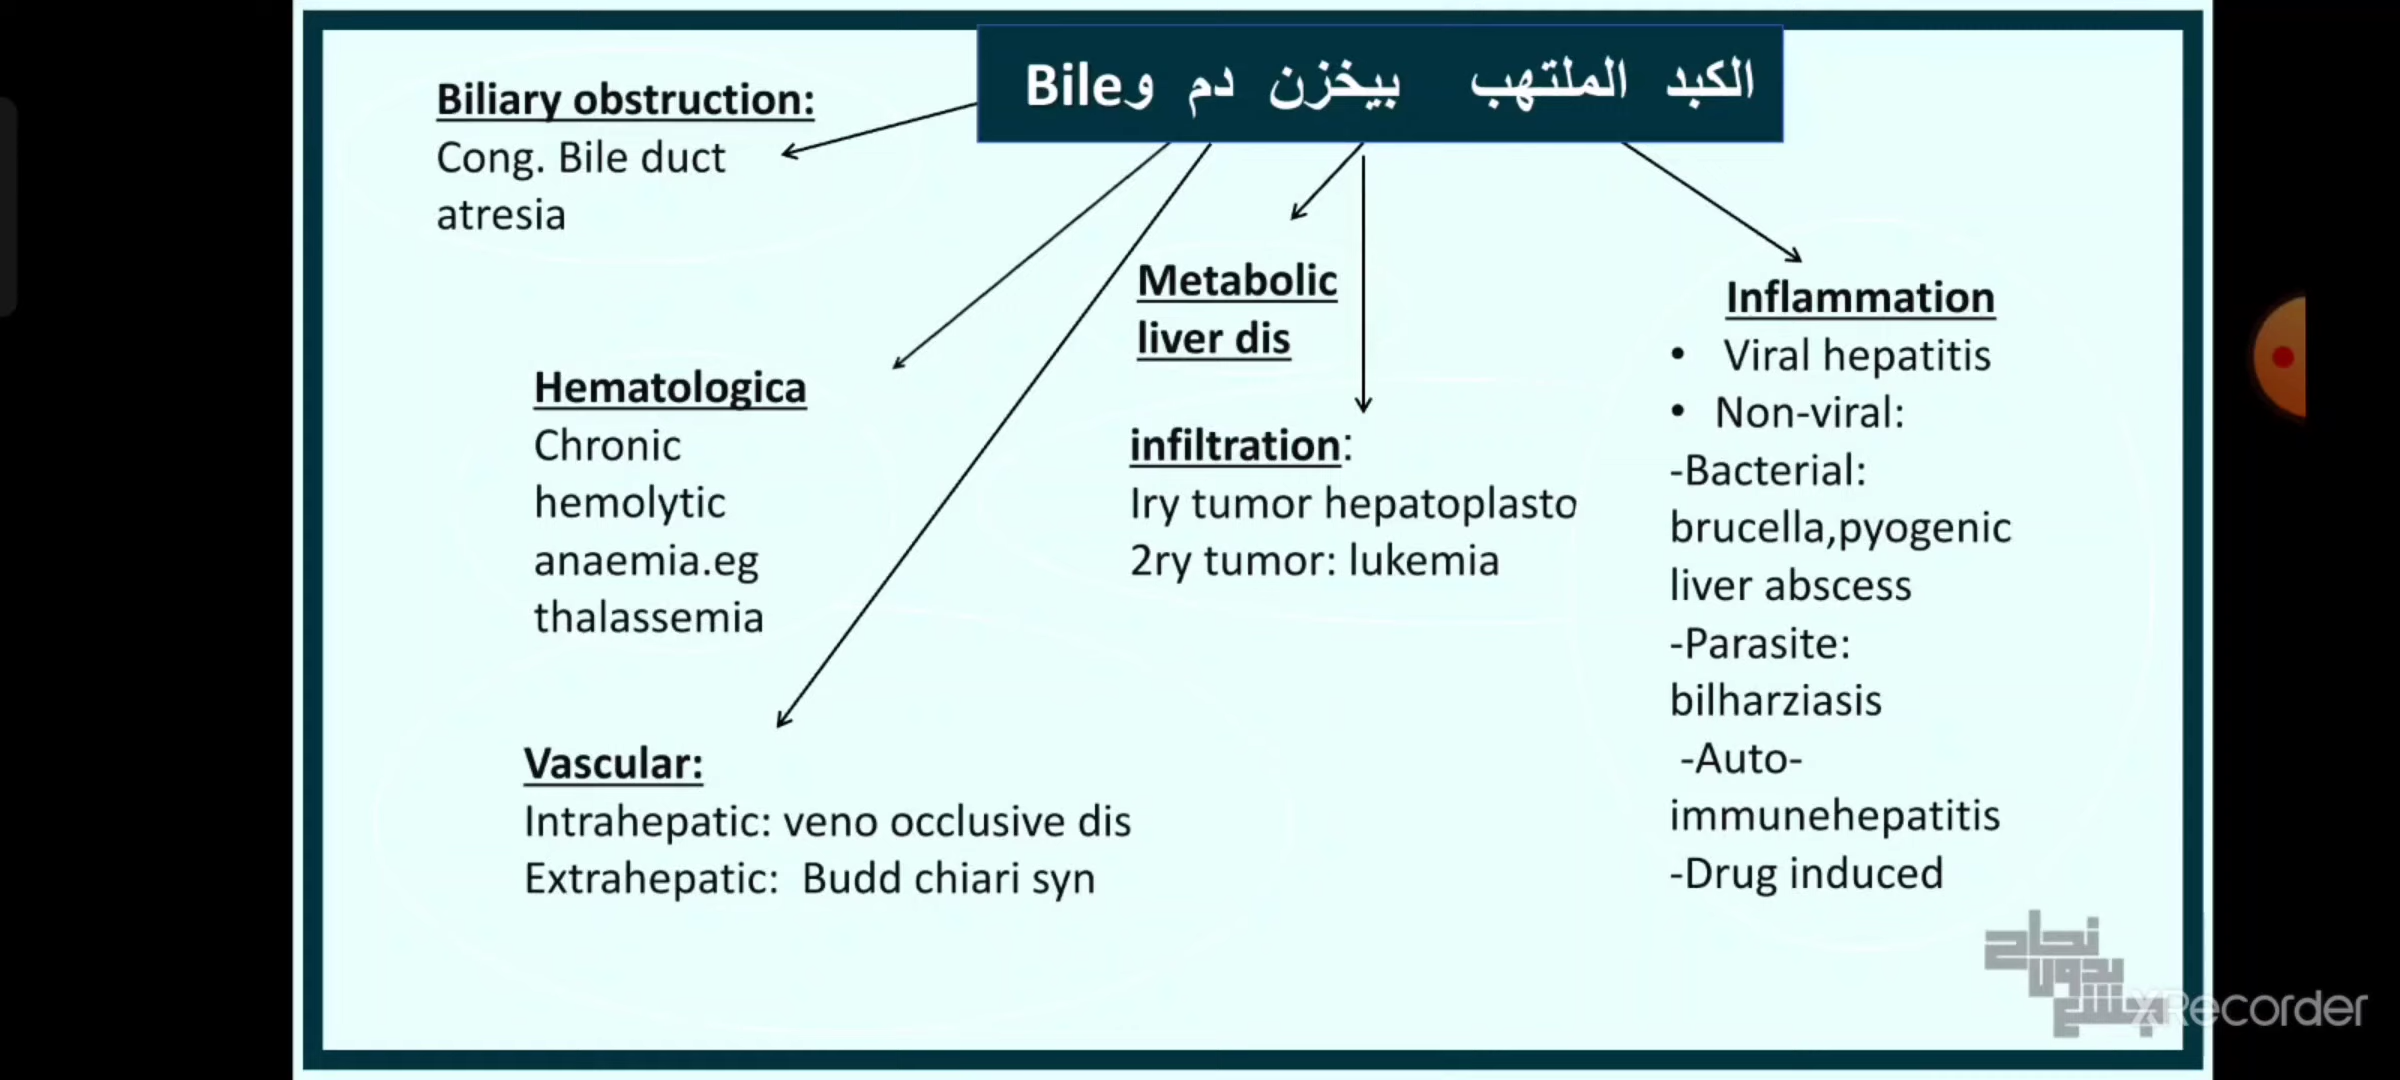 الكبد الملتهب بيخزن دم وBile
Biliary obstruction:
Cong. Bile duct
atresia
Hematologica
Chronic
hemolytic
anaemia.eg
thalassemia
Vascular:
Intrahepatic: veno occlusive dis
Extrahepatic: Budd chiari syn
Metabolic
liver dis
infiltration:
Iry tumor hepatoplasto
2ry tumor: lukemia
Inflammation
• Viral hepatitis
• Non-viral:
-Bacterial:
brucella,pyogenic
liver abscess
-Parasite:
bilharziasis
-Auto-
immunehepatitis
-Drug induced
نجاح
بدون
XRecorder